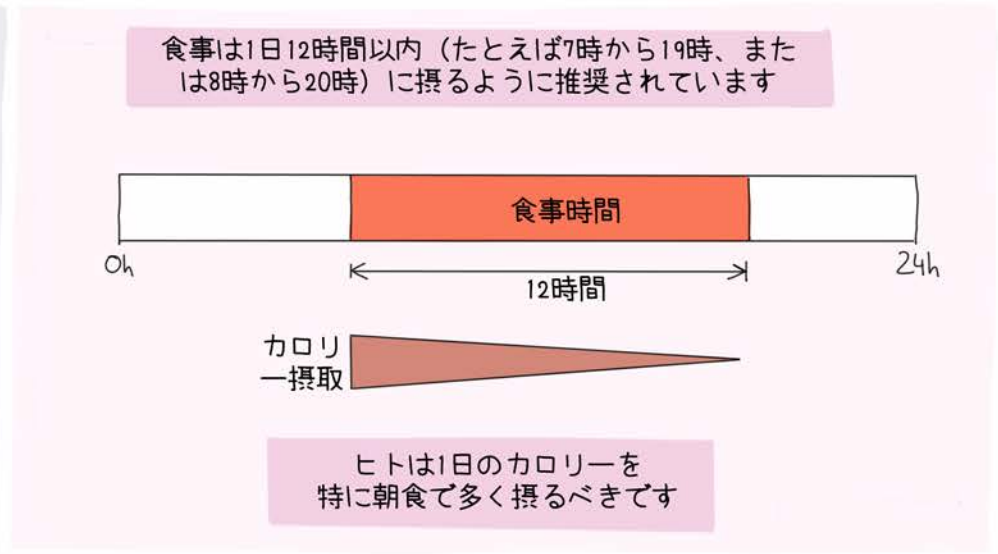 食事は1日12時間以内（たとえば7時から19時、また
は8時から20時）に摂るように推奨されています
食事時間
0h
24h
12時間
カロリ
ー摂取
ヒトは1日のカロリーを
特に朝食で多く摂るべきです